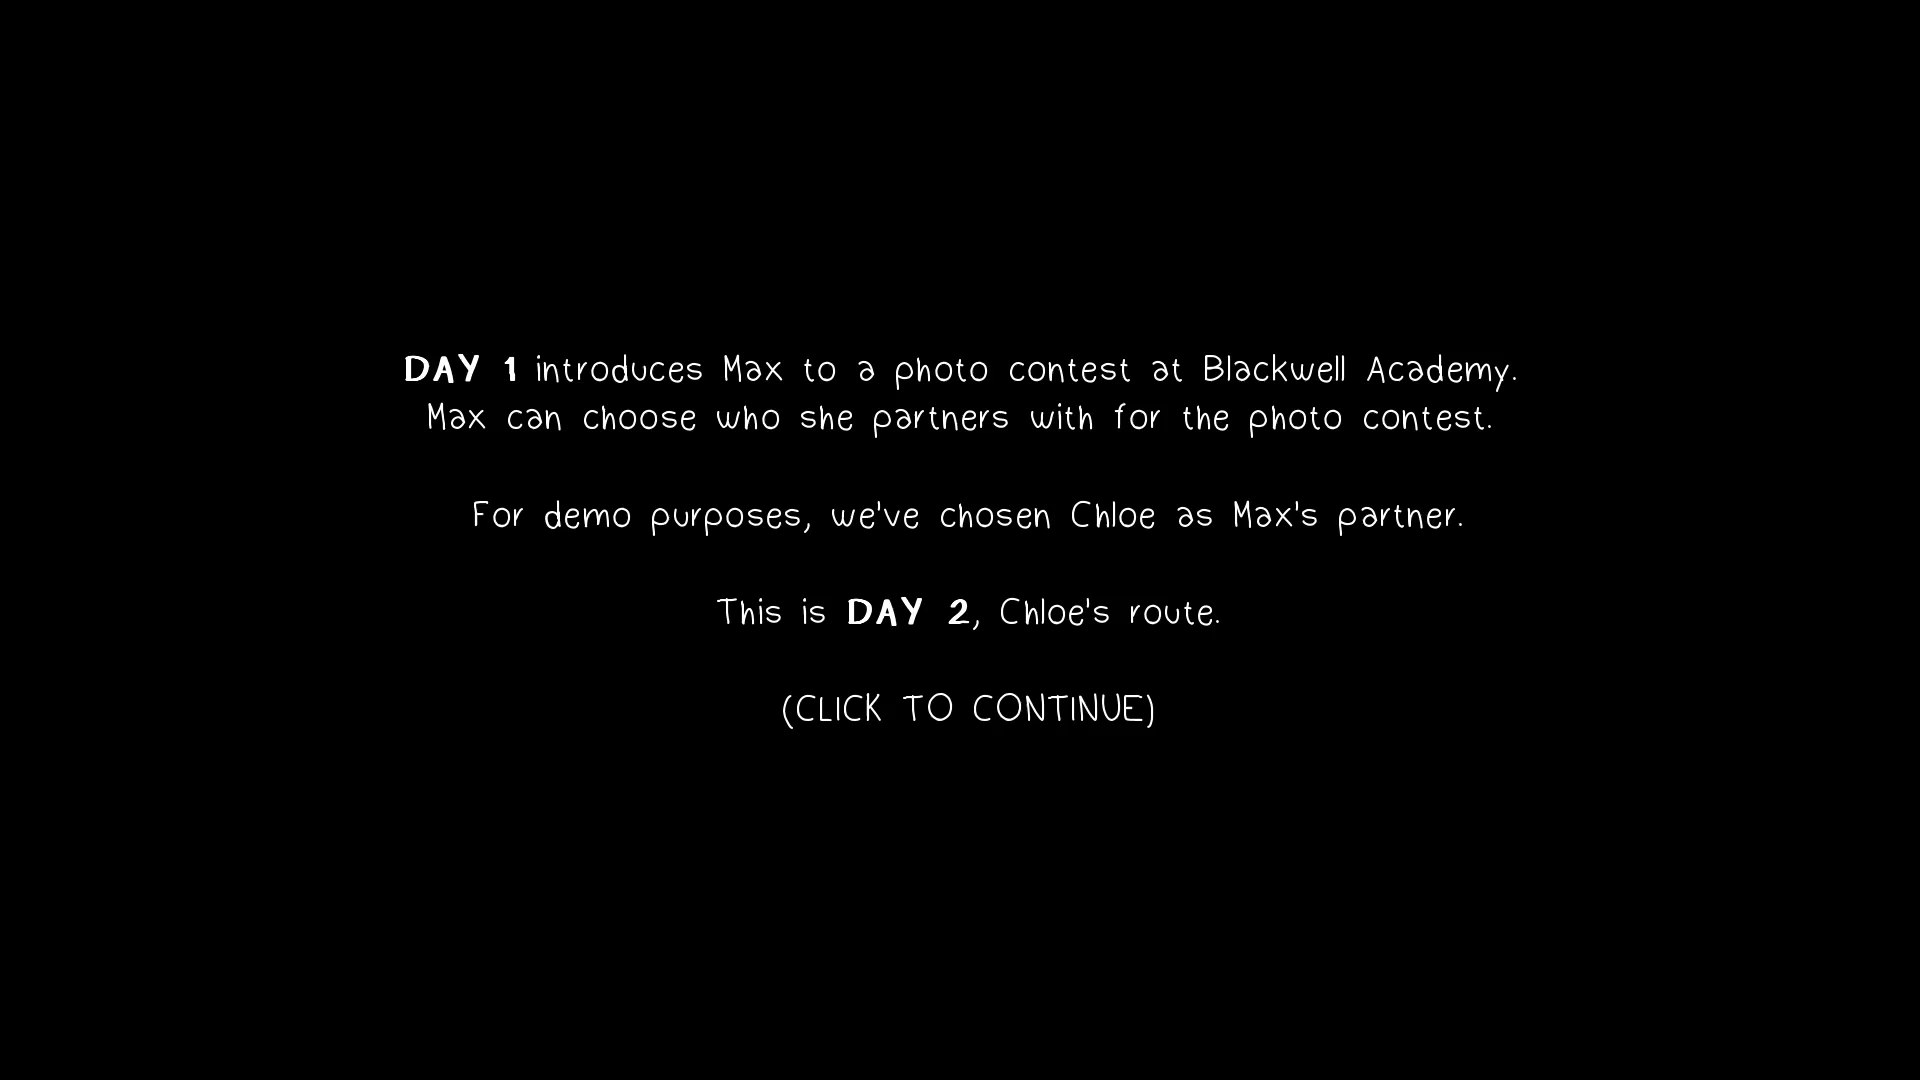 DAY 1 introduces Max to a photo contest at Blackwell Academy.
Max can choose who she partners with for the photo contest.
For demo purposes, we've chosen Chloe as Max's partner.
This is DAY 2, Chloe's route.
(CLICK TO CONTINUE)